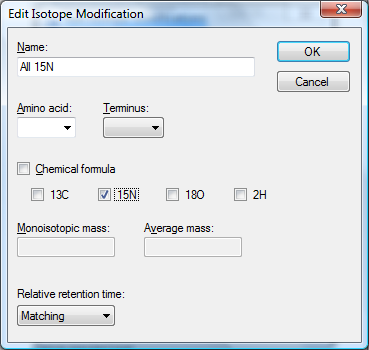 Edit Isotope Modification
Name:
OK
All 15N
Cancel
Amino acid: Terminus:
Chemical formula
13C 15N 18O 2H
Monoisotopic mass: Average mass:
Relative retention time:
Matching